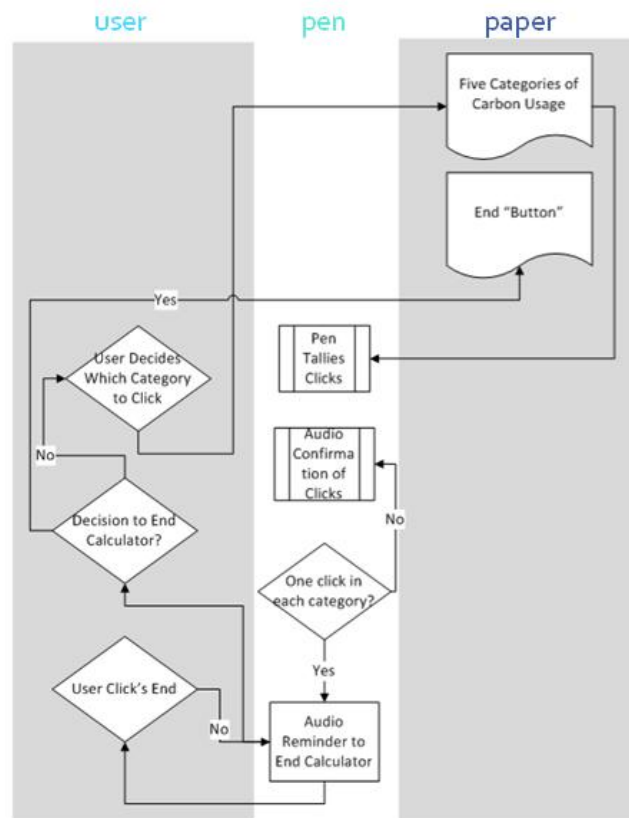 user pen paper
Five Categories of
Carbon Usage
End “Button”
Yes
Pen
Tallies
Clicks
User Decides
Which Category
to Click
Audio
Confirma
tion of
Clicks
No
No
Decision to End
Calculator?
One click in
each category?
Yes
User Click’s End
No
Audio
Reminder to
End Calculator